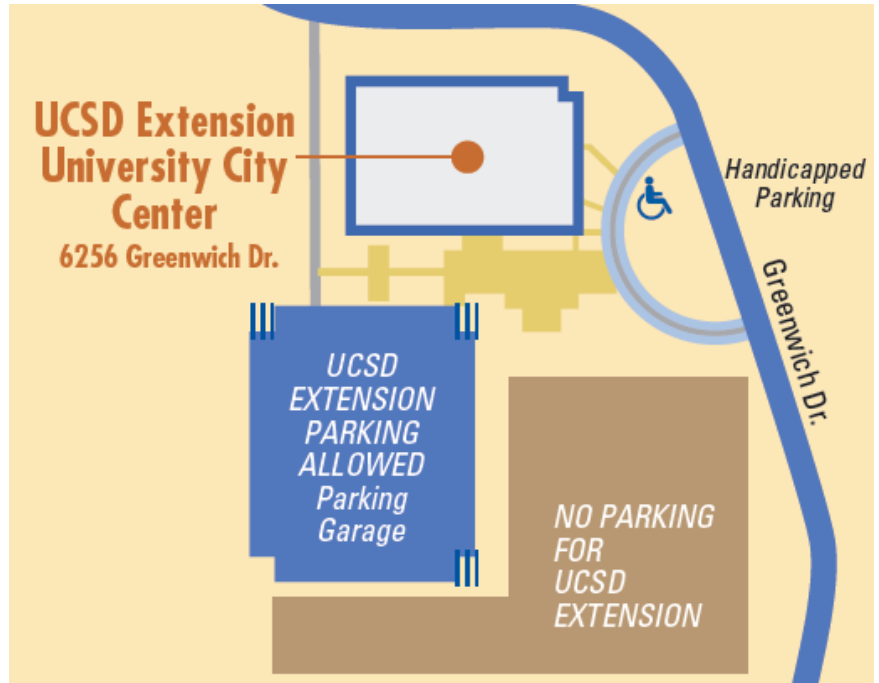 UCSD Extension
University City
Center
6256 Greenwich Dr.
Handicapped
Parking
Greenwich Dr.
UCSD
EXTENSION
PARKING
ALLOWED
Parking
Garage
NO PARKING
FOR
UCSD
EXTENSION